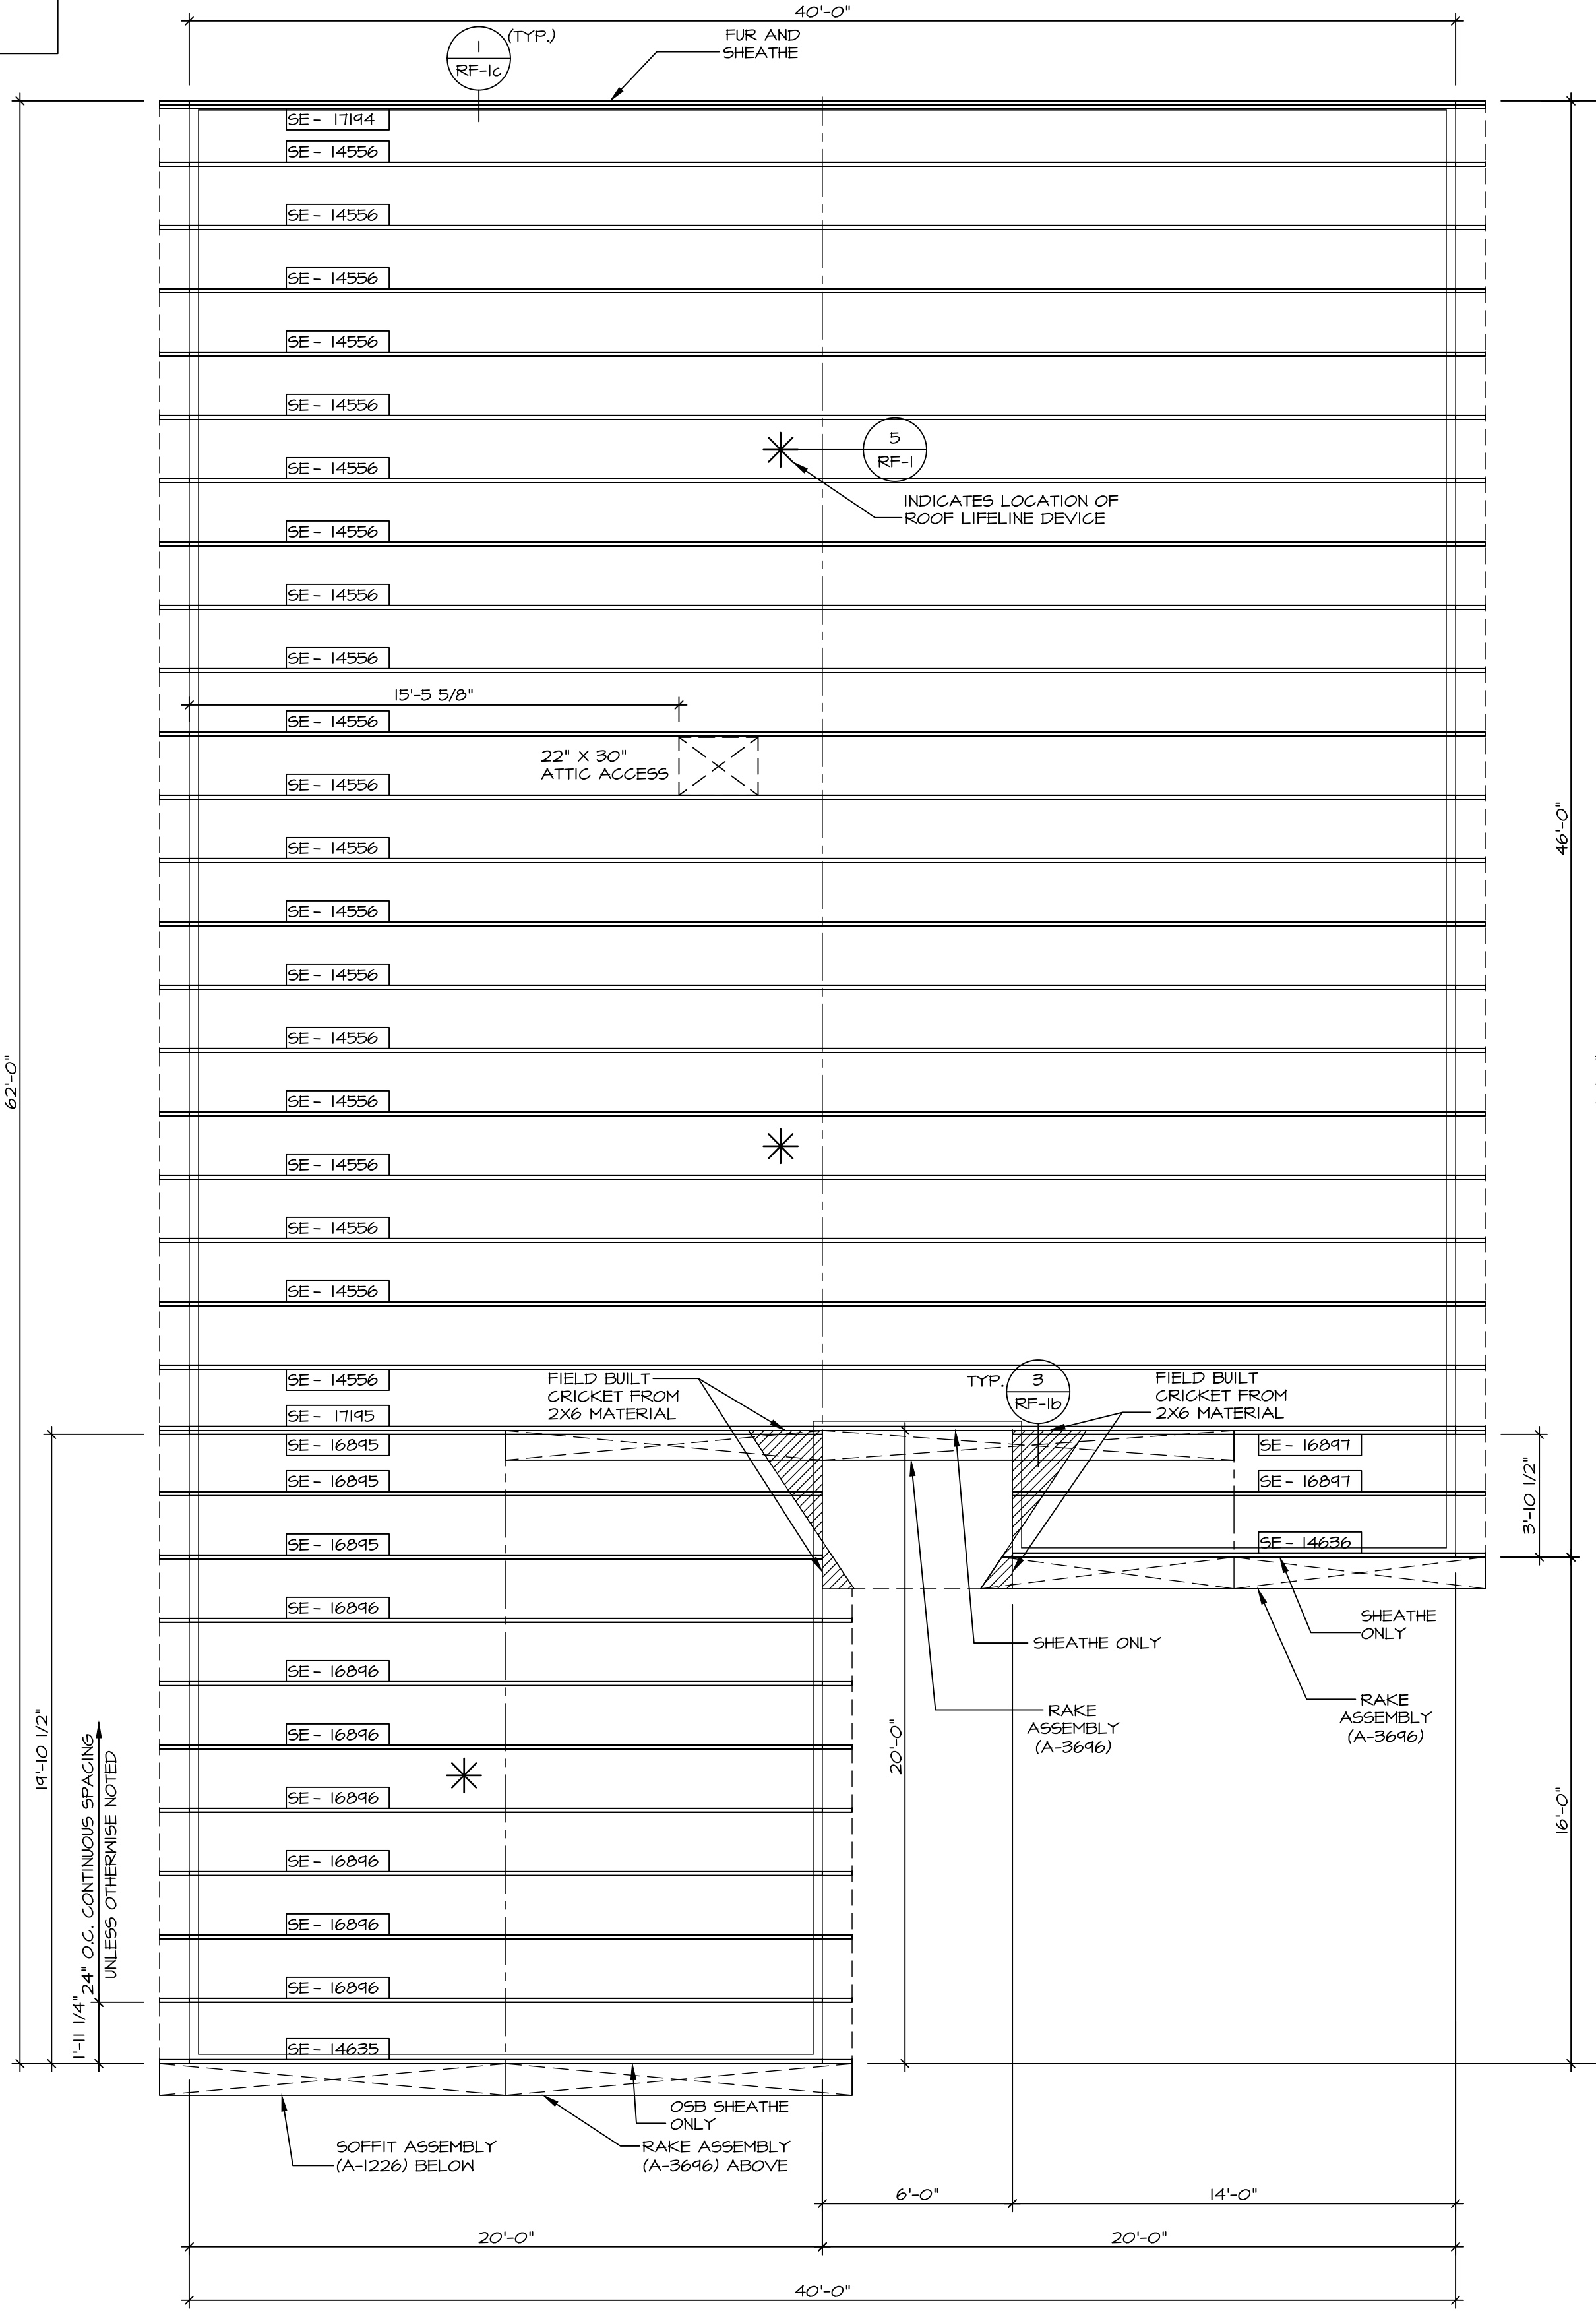 40'-0"
1
RF-1c
(TYP.)
FUR AND
SHEATHE
SE - 17194
SE - 14556
SE - 14556
SE - 14556
SE - 14556
SE - 14556
5
RF-1
SE - 14556
INDICATES LOCATION OF
ROOF LIFELINE DEVICE
SE - 14556
SE - 14556
SE - 14556
15'-5 5/8"
SE - 14556
22" X 30"
ATTIC ACCESS
SE - 14556
46'-0"
SE - 14556
SE - 14556
SE - 14556
SE - 14556
62'-0"
SE - 14556
SE - 14556
SE - 14556
SE - 14556
SE - 14556
FIELD BUILT
CRICKET FROM
2X6 MATERIAL
TYP.
3
RF-1b
FIELD BUILT
CRICKET FROM
2X6 MATERIAL
SE - 17195
SE - 16895
SE - 16897
SE - 16895
SE - 16897
3'-10 1/2"
SE - 16895
SE - 14636
SE - 16896
SHEATHE
ONLY
SHEATHE ONLY
SE - 16896
RAKE
ASSEMBLY
(A-3696)
RAKE
ASSEMBLY
(A-3696)
SE - 16896
19'-10 1/2"
20'-0"
SE - 16896
16'-0"
24" O.C. CONTINUOUS SPACING
UNLESS OTHERWISE NOTED
SE - 16896
SE - 16896
SE - 16896
1'-11 1/4"
SE - 14635
OSB SHEATHE
ONLY
SOFFIT ASSEMBLY
(A-1226) BELOW
RAKE ASSEMBLY
(A-3696) ABOVE
6'-0"
14'-0"
20'-0"
20'-0"
40'-0"